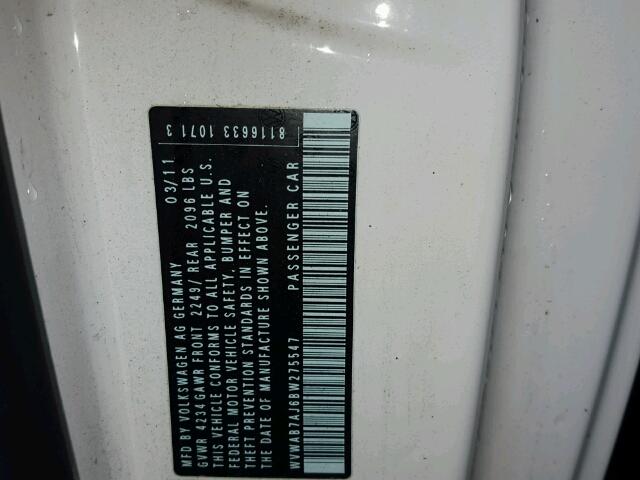 8116633 1071 3
MFD BY VOLKSWAGEN AG GERMANY 03/11
GVWR 4234 GAWR FRONT 2249/ REAR 2096 LBS
THIS VEHICLE CONFORMS TO ALL APPLICABLE U.S.
FEDERAL MOTOR VEHICLE SAFETY, BUMPER AND
THEFT PREVENTION STANDARDS IN EFFECT ON
THE DATE OF MANUFACTURE SHOWN ABOVE.
WVWAB7AJ6BW275547 PASSENGER CAR